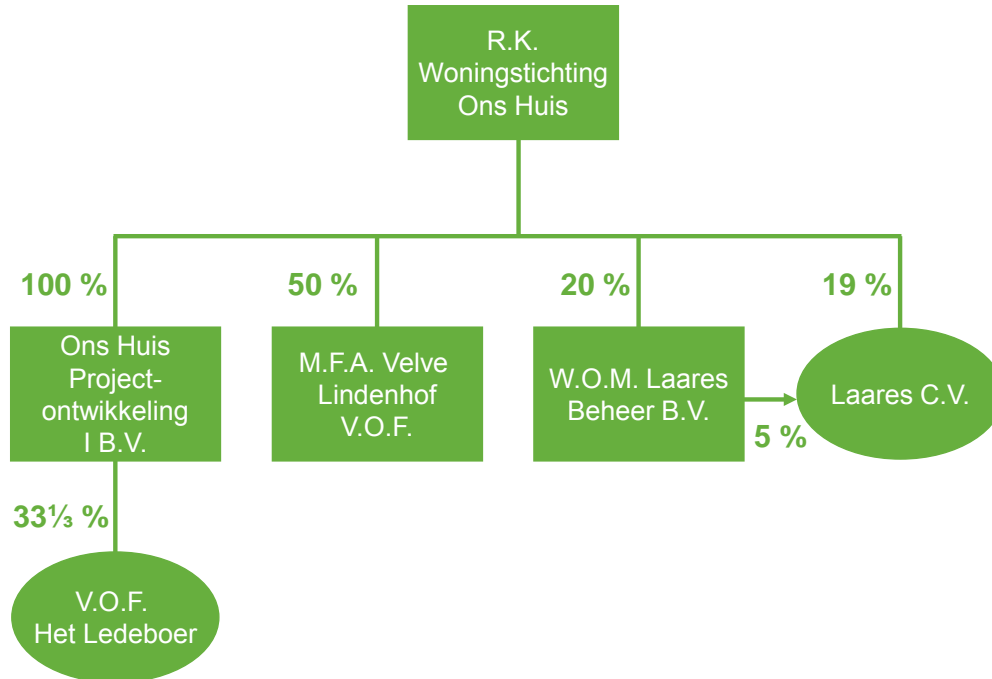 R.K.
Woningstichting
Ons Huis
100 %
50 %
20 %
19 %
Ons Huis
Project-
ontwikkeling
I B.V.
M.F.A. Velve
Lindenhof
V.O.F.
W.O.M. Laares
Beheer B.V.
Laares C.V.
5 %
33⅓ %
V.O.F.
Het Ledeboer